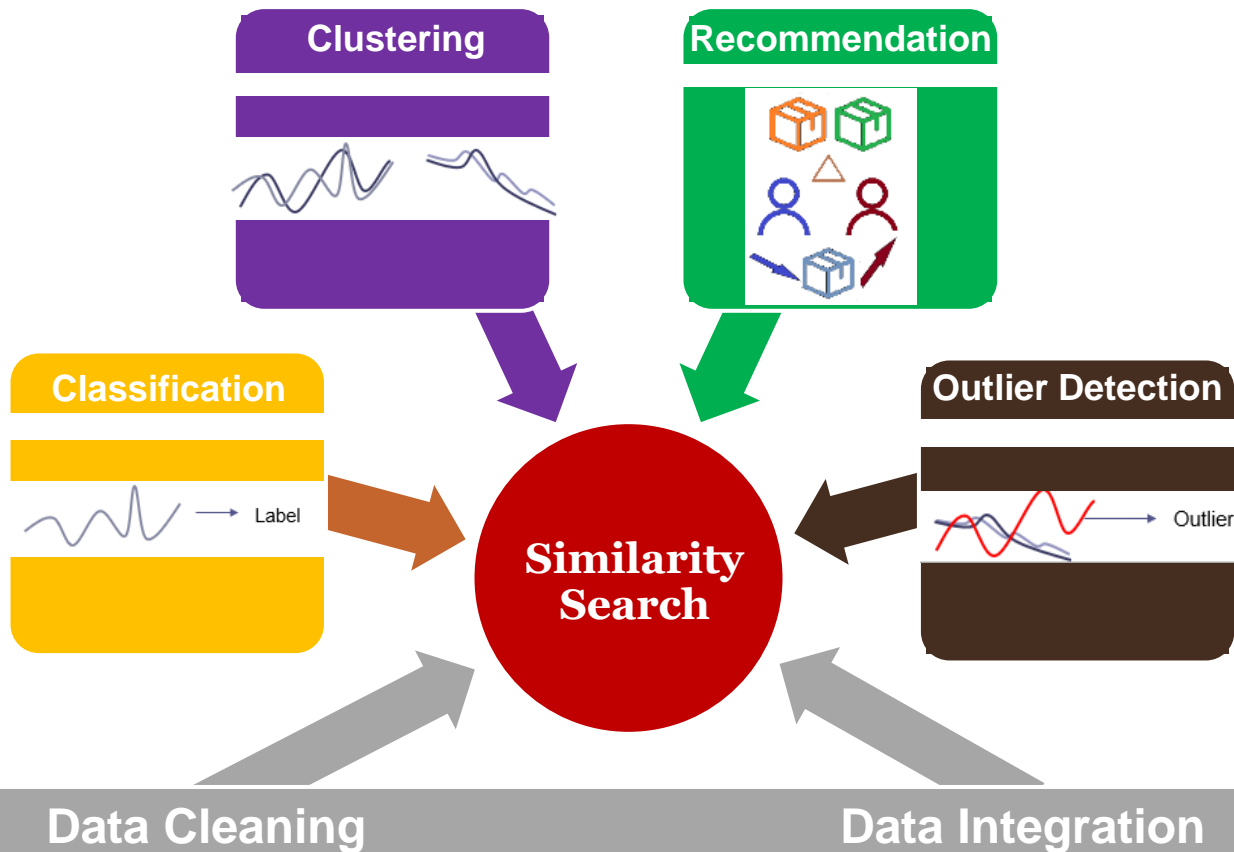 Clustering
Recommendation
Classification
Outlier Detection
Label
Outlier
Similarity
Search
Data Cleaning
Data Integration